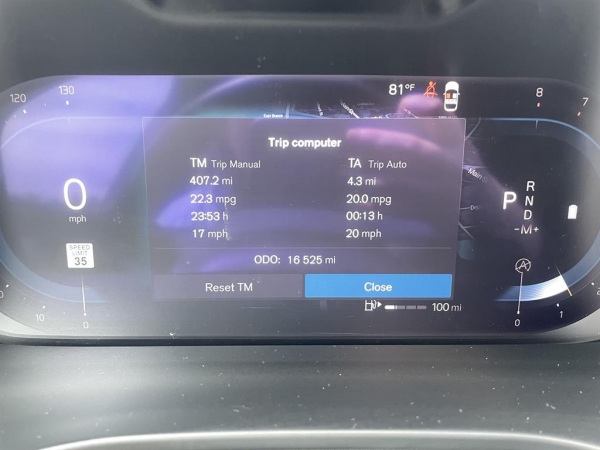 81°F
120
130
8
7
Trip computer
TM Trip Manual
TA Trip Auto
407.2 mi
4.3 mi
22.3 mpg
20.0 mpg
23:53 h
00:13 h
17 mph
20 mph
ODO: 16 525 mi
Reset TM
Close
0
mph
SPEED
LIMIT
35
P
R
N
D
-M+
Main
A
100 mi
10
0
0
1